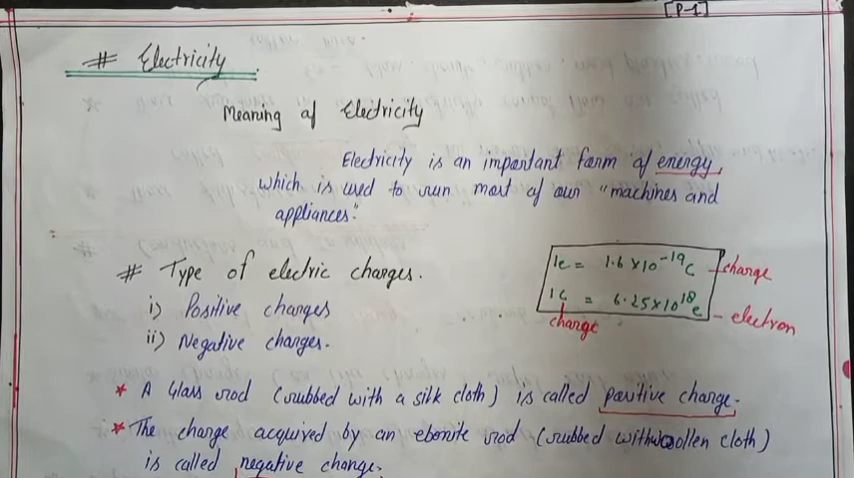 [P-1]
# Electricity
Meaning of Electricity
Electricity is an important form of energy,
which is used to run most of our "machines and
appliances".
# Type of electric charges.
i) Positive charges
ii) Negative charges.
1e = 1.6 × 10⁻¹⁹ C charge
1C = 6.25 × 10¹⁸ e - electron
charge
* A Glass rod (rubbed with a silk cloth) is called positive charge.
* The charge acquired by an ebonite rod (rubbed with woollen cloth)
is called negative charge.